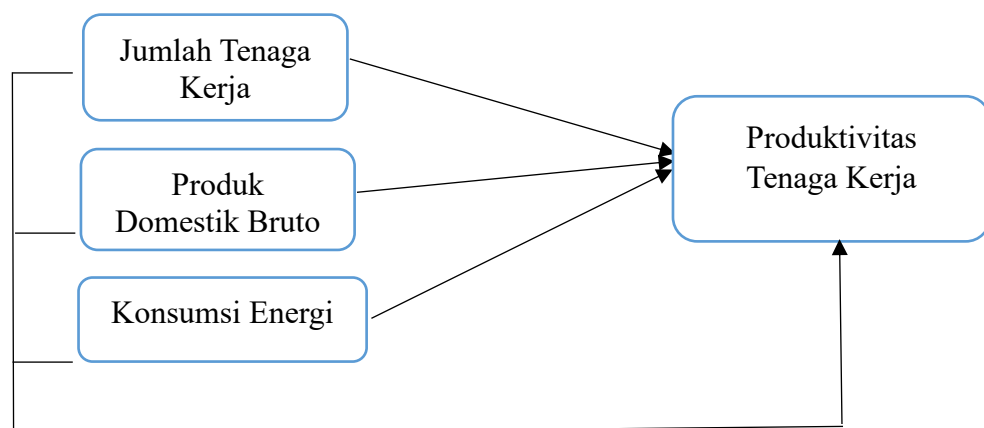 Jumlah Tenaga
Kerja
Produk
Domestik Bruto
Konsumsi Energi
Produktivitas
Tenaga Kerja